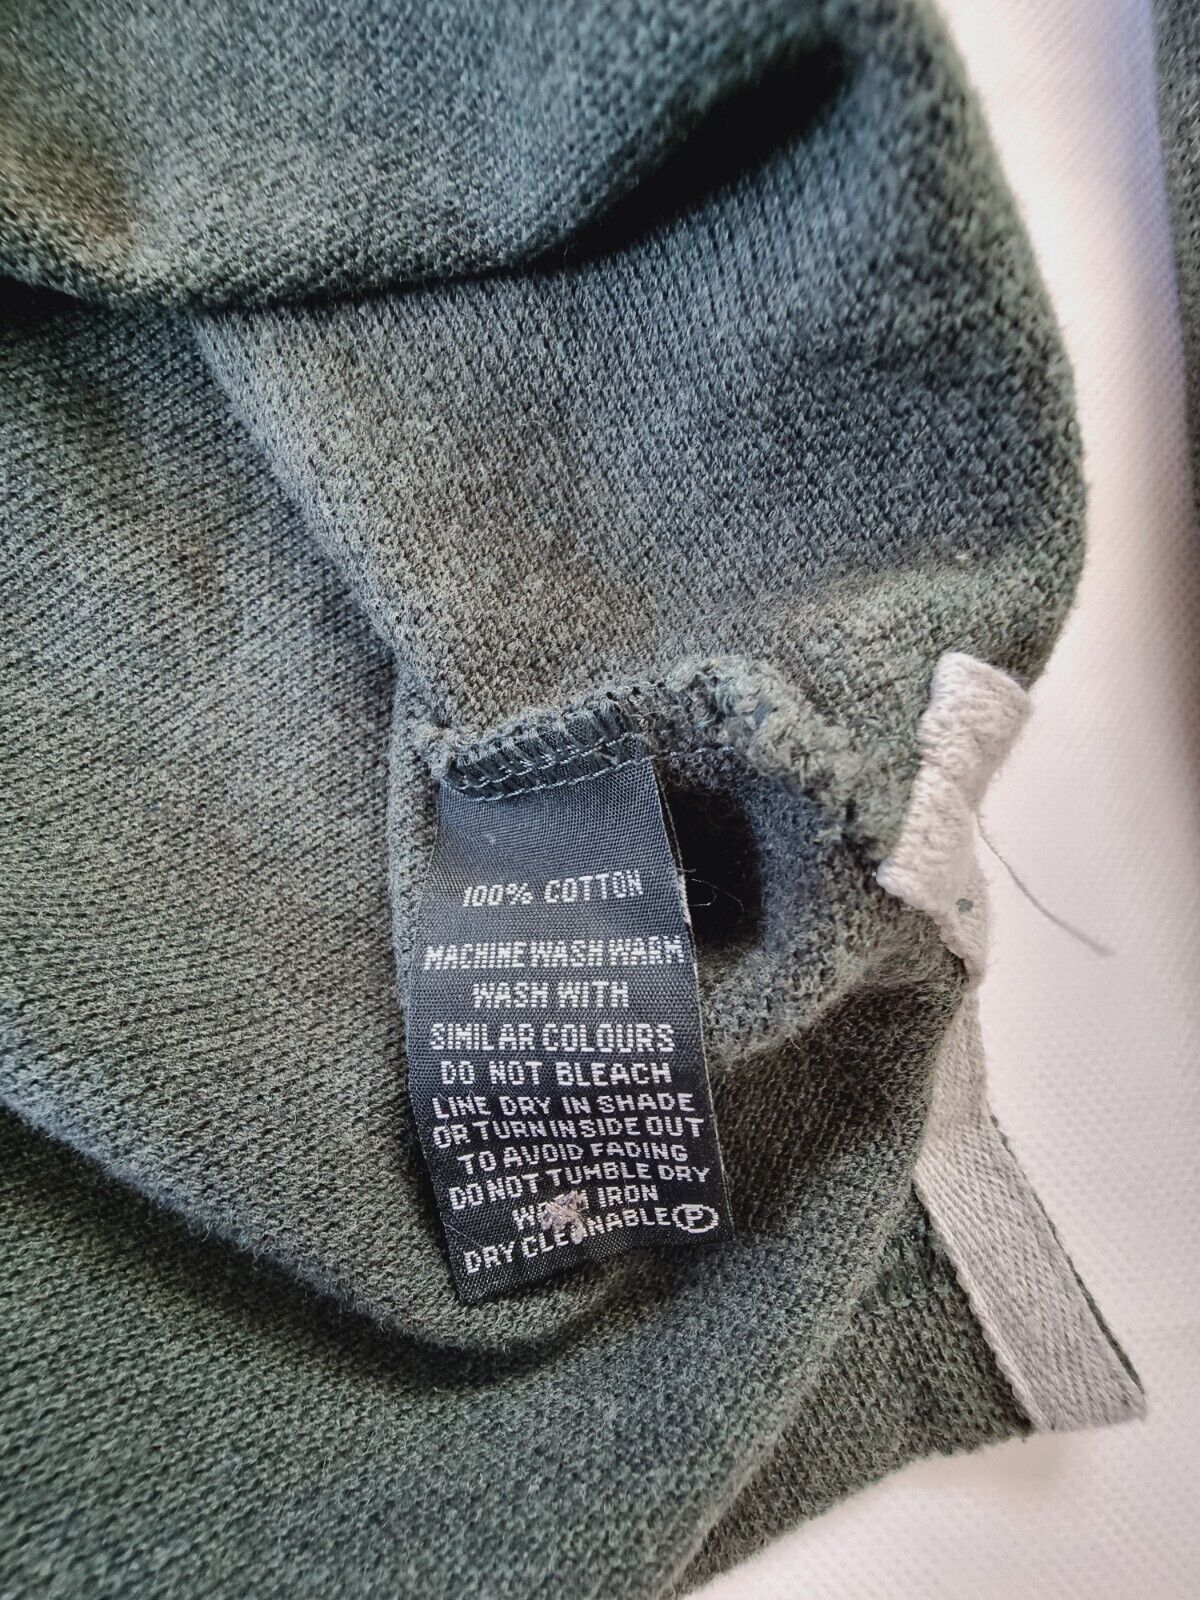 100% COTTON
MACHINE WASH WARM
WASH WITH
SIMILAR COLOURS
DO NOT BLEACH
LINE DRY IN SHADE
OR TURN INSIDE OUT
TO AVOID FADING
DO NOT TUMBLE DRY
IRON
DRY CLEANABLE Ⓟ